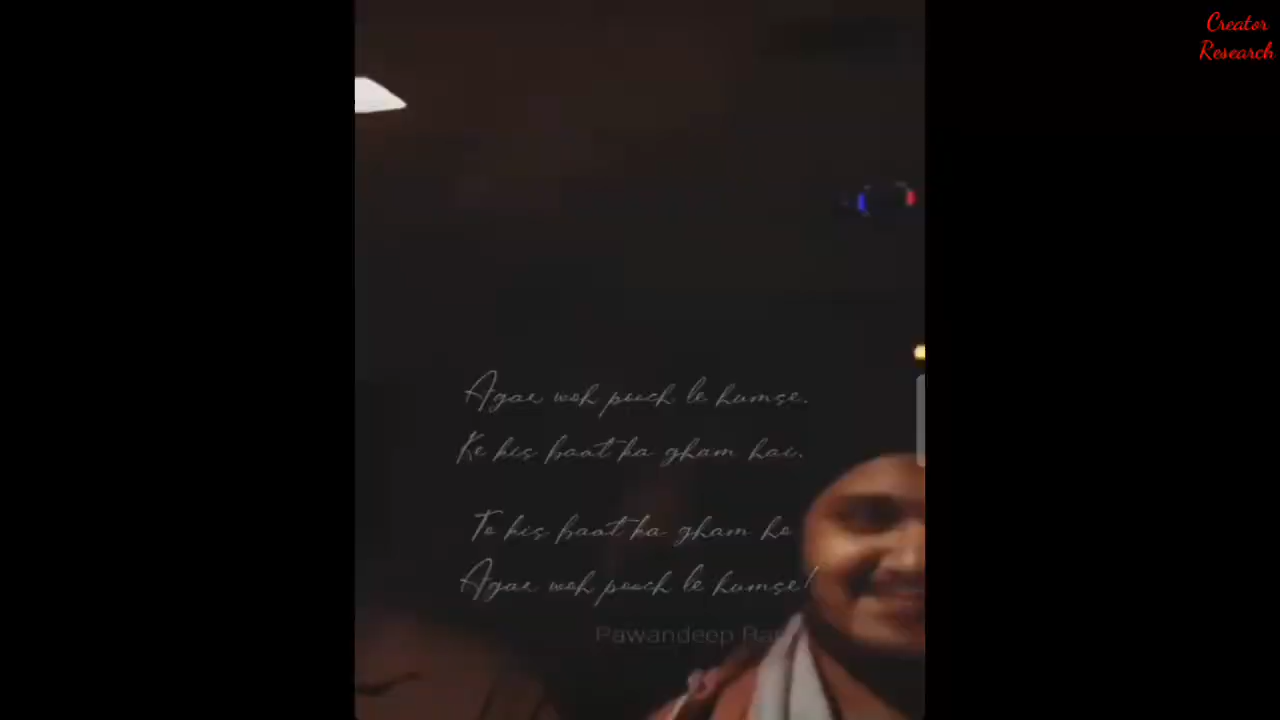 Creator
Research
Agar woh pooch le humse.
Ke kis baat ka gham hai.
To kis baat ka gham ho
Agar woh pooch le humse!
Pawandeep